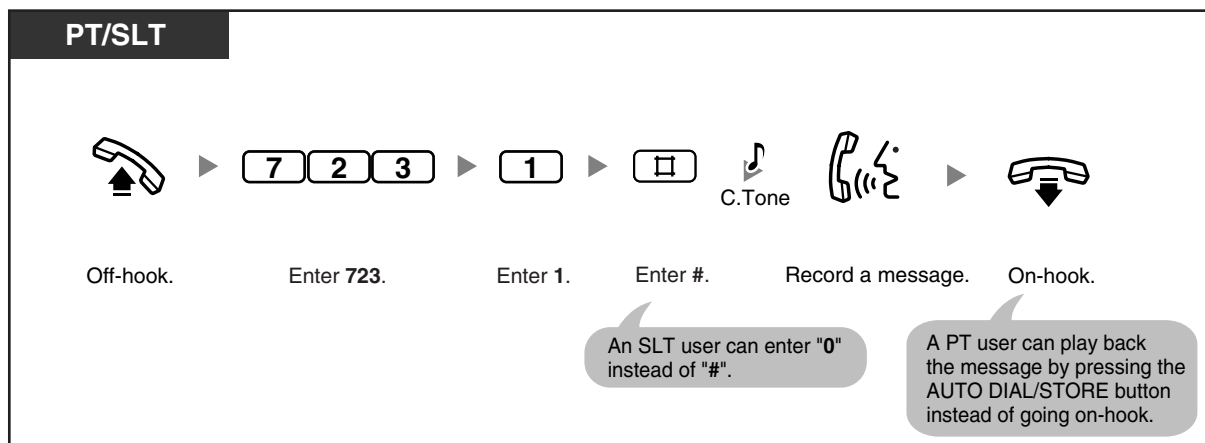 PT/SLT
7 2 3
1
#
C.Tone
Off-hook.
Enter 723.
Enter 1.
Enter #.
Record a message.
On-hook.
An SLT user can enter "0"
instead of "#".
A PT user can play back
the message by pressing the
AUTO DIAL/STORE button
instead of going on-hook.